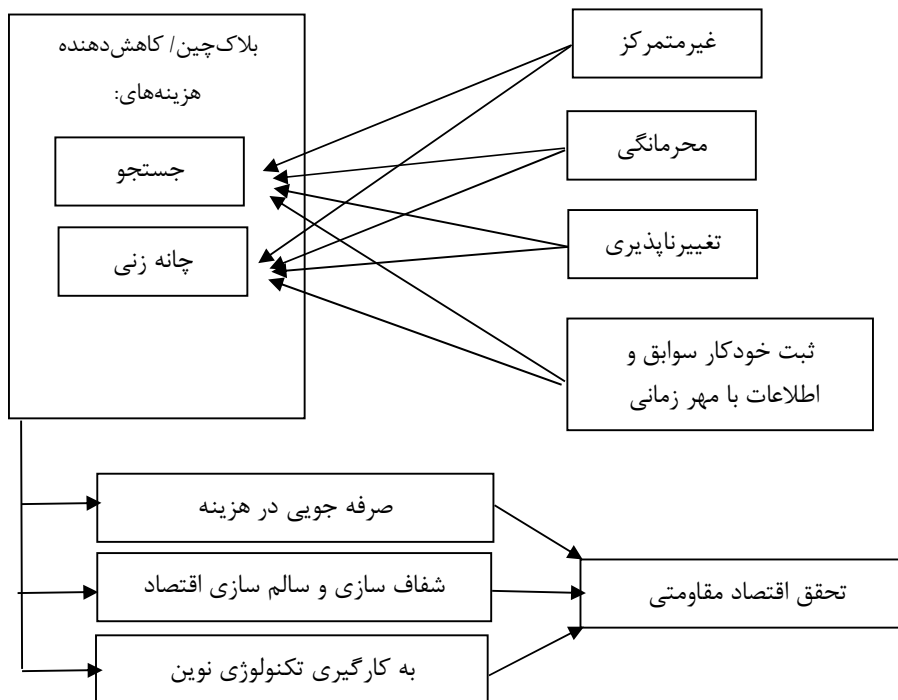 بلاک‌چین/ کاهش‌دهنده
هزینه‌های:
جستجو
چانه زنی
غیرمتمرکز
محرمانگی
تغییرناپذیری
ثبت خودکار سوابق و
اطلاعات با مهر زمانی
صرفه جویی در هزینه
شفاف سازی و سالم سازی اقتصاد
به کارگیری تکنولوژی نوین
تحقق اقتصاد مقاومتی